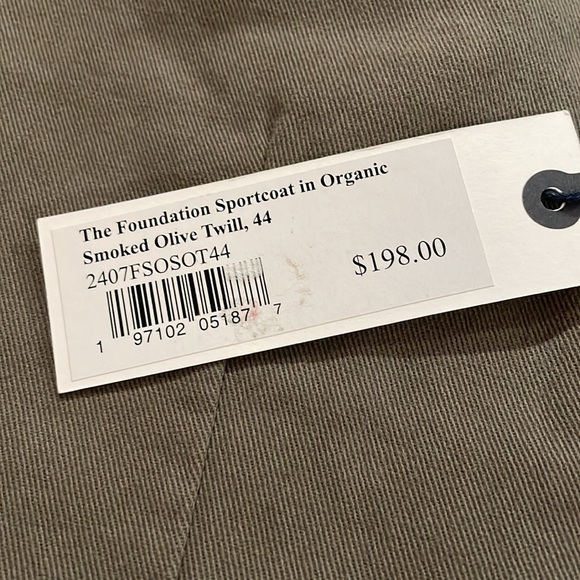 The Foundation Sportcoat in Organic
Smoked Olive Twill, 44
2407FSOSOT44
$198.00
1 97102 05187 7